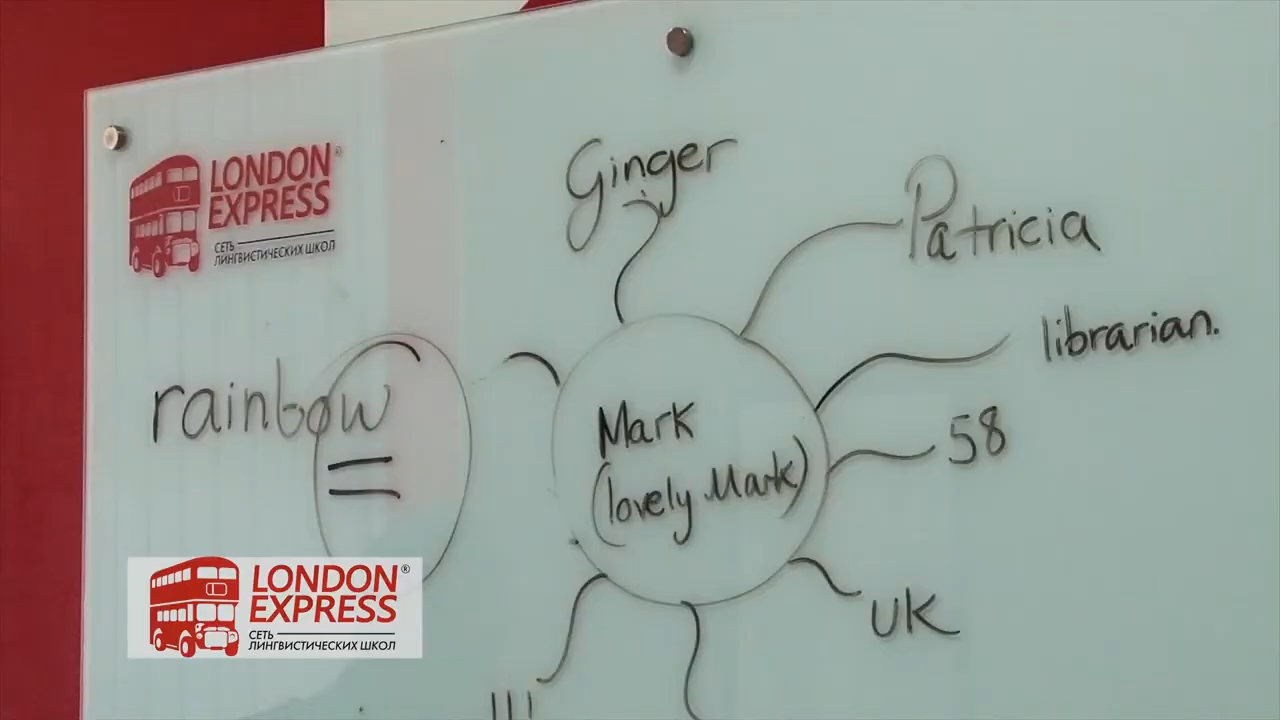 LONDON
EXPRESS
СЕТЬ
ЛИНГВИСТИЧЕСКИХ ШКОЛ
Ginger
Patricia
librarian.
rainbow
Mark
(lovely Mark)
58
UK
LONDON
EXPRESS®
СЕТЬ
ЛИНГВИСТИЧЕСКИХ ШКОЛ